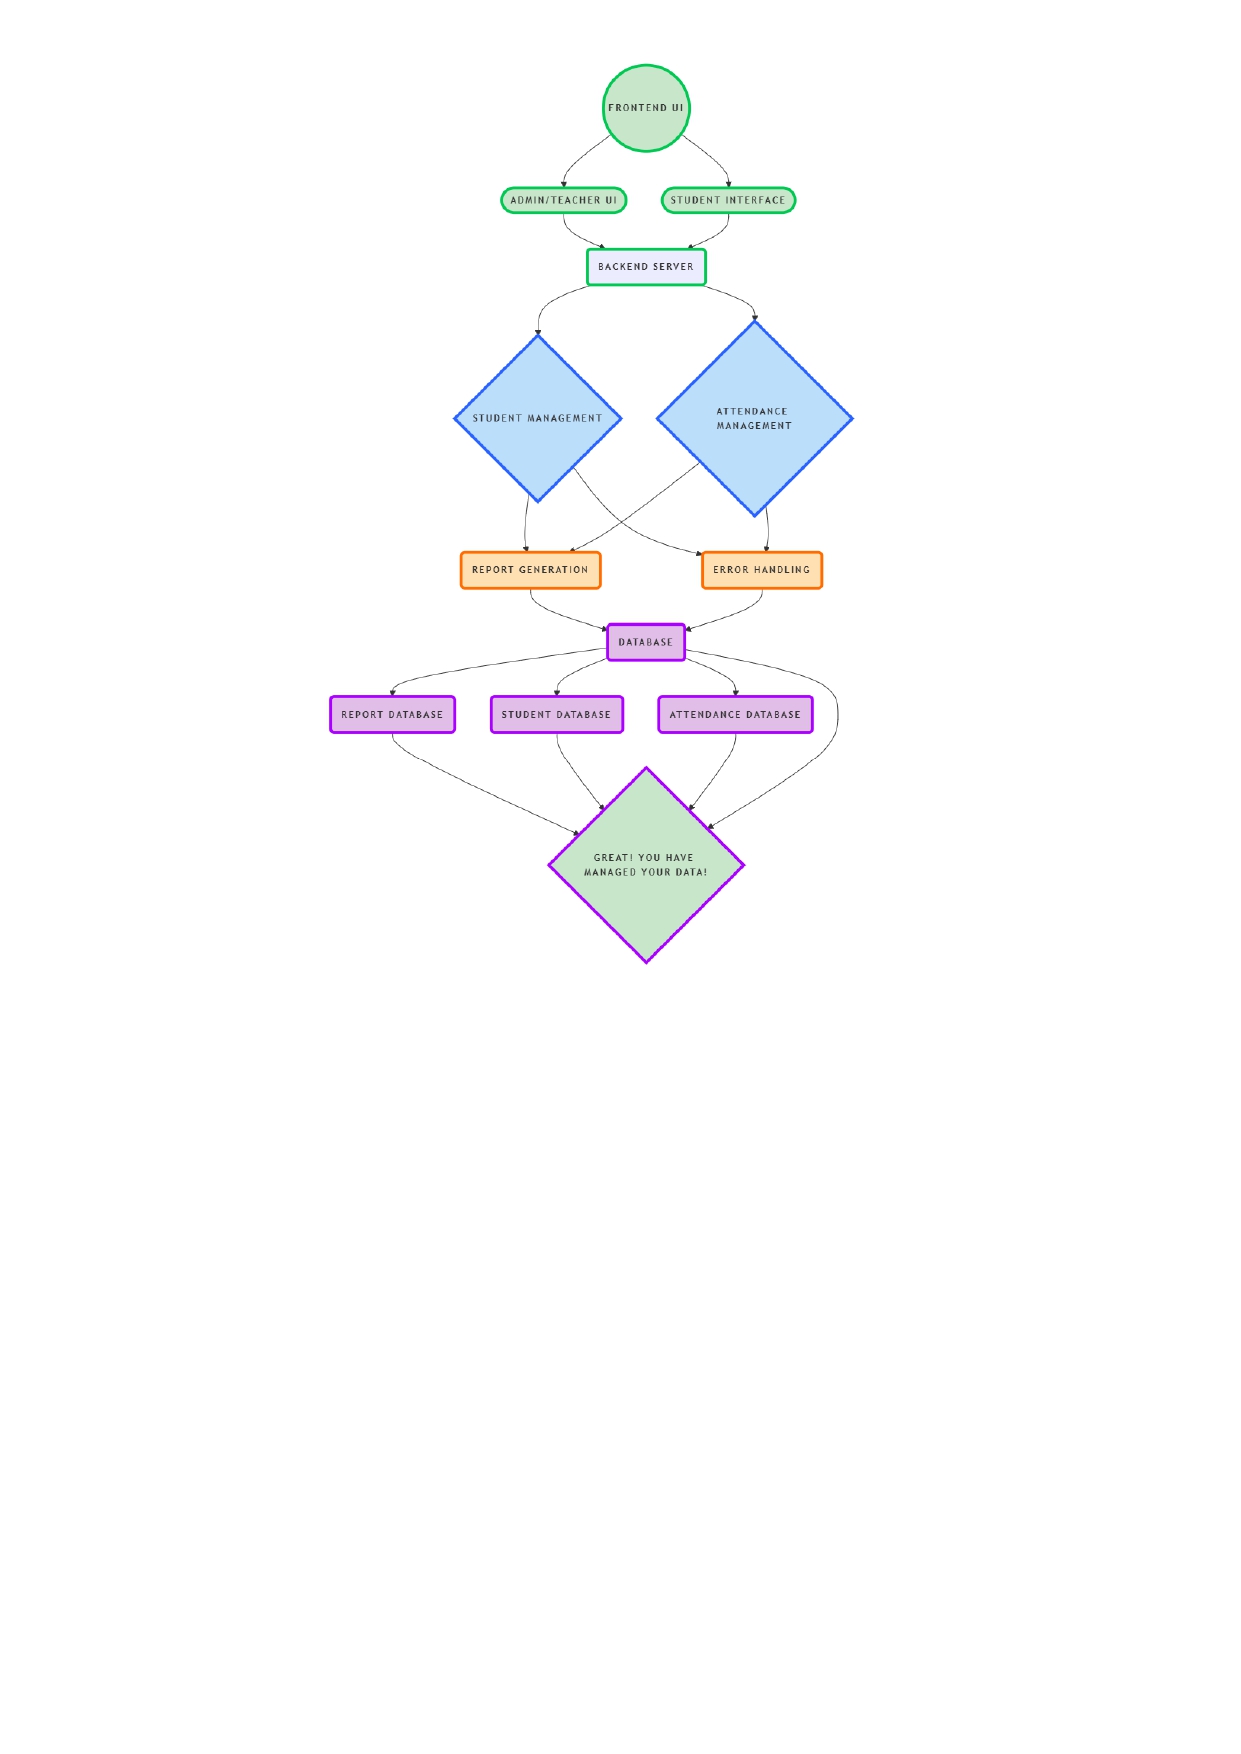 FRONTEND UI
ADMIN/TEACHER UI
STUDENT INTERFACE
BACKEND SERVER
STUDENT MANAGEMENT
ATTENDANCE
MANAGEMENT
REPORT GENERATION
ERROR HANDLING
DATABASE
REPORT DATABASE
STUDENT DATABASE
ATTENDANCE DATABASE
GREAT! YOU HAVE
MANAGED YOUR DATA!